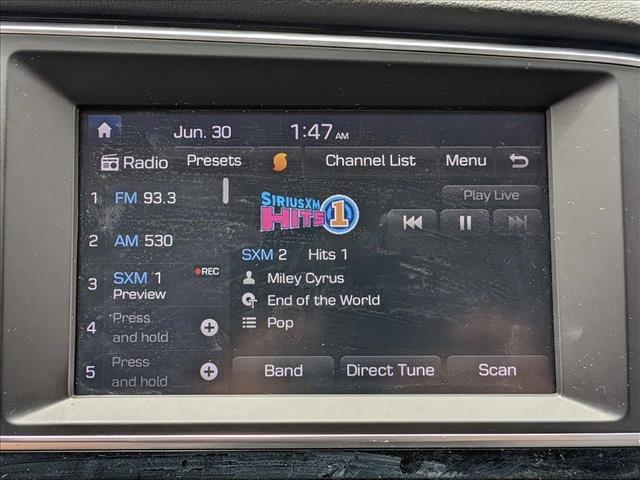 Jun. 30 1:47 AM
Radio Presets Channel List Menu
1 FM 93.3
SIRIUSXM
HITS 1
Play Live
2 AM 530
SXM 2 Hits 1
3 SXM 1 REC
Preview
Miley Cyrus
End of the World
4 Press
and hold
Pop
5 Press
and hold
Band Direct Tune Scan